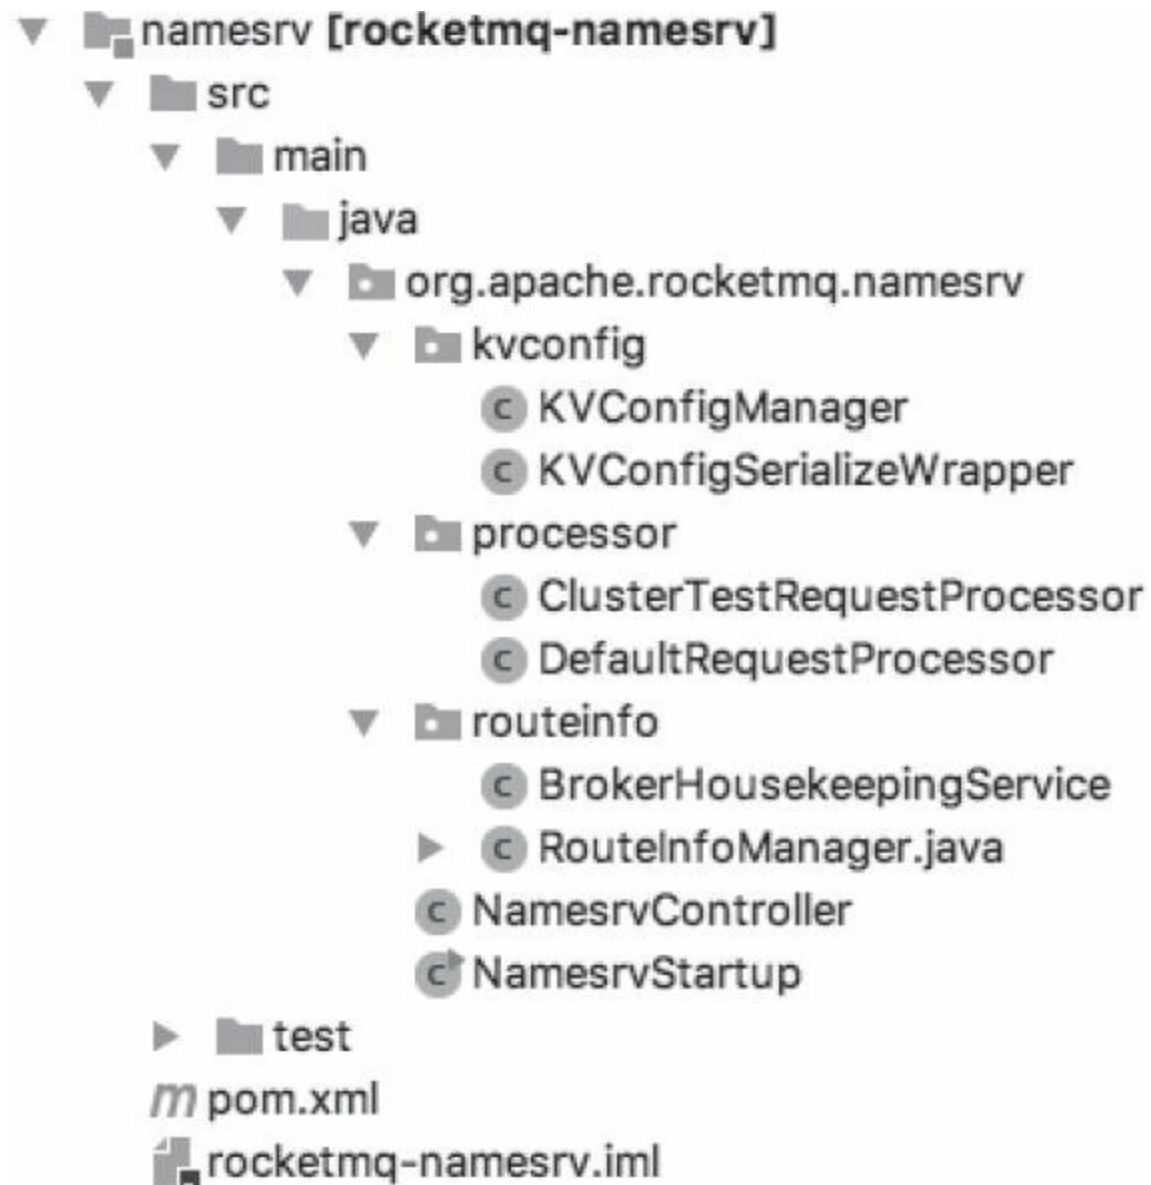 namesrv [rocketmq-namesrv]
src
main
java
org.apache.rocketmq.namesrv
kvconfig
KVConfigManager
KVConfigSerializeWrapper
processor
ClusterTestRequestProcessor
DefaultRequestProcessor
routeinfo
BrokerHousekeepingService
RouteInfoManager.java
NamesrvController
NamesrvStartup
test
pom.xml
rocketmq-namesrv.iml